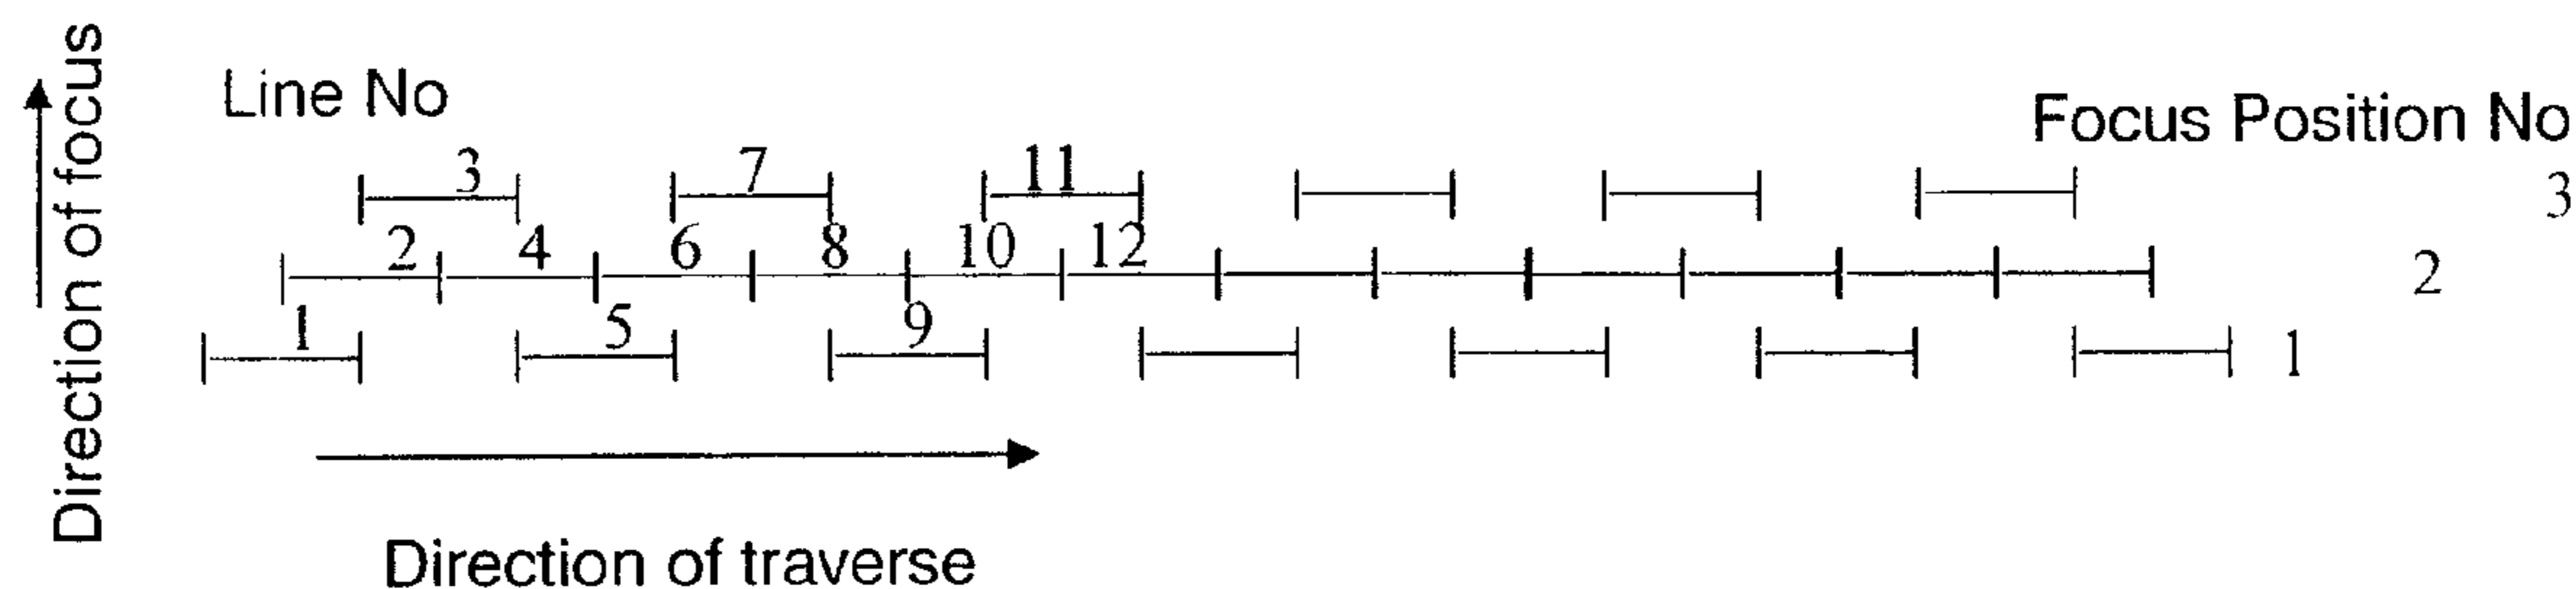 Direction of focus
Line No
Focus Position No
3 7 11 3
2 4 6 8 10 12 2
1 5 9 1
Direction of traverse